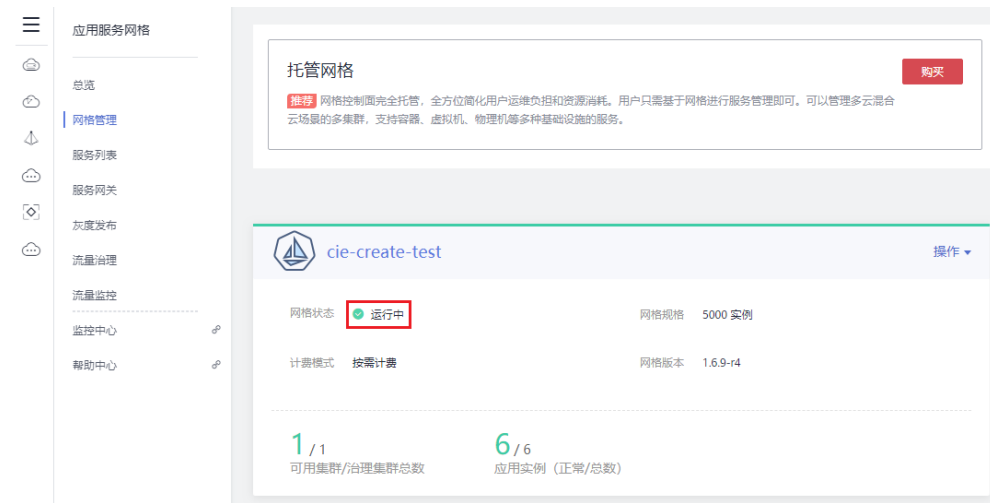 应用服务网格
总览
网格管理
服务列表
服务网关
灰度发布
流量治理
流量监控
监控中心
帮助中心
托管网格
购买
推荐 网格控制面完全托管，全方位简化用户运维负担和资源消耗。用户只需基于网格进行服务管理即可。可以管理多云混合
云场景的多集群，支持容器、虚拟机、物理机等多种基础设施的服务。
cie-create-test
操作
网格状态 运行中
网格规格 5000 实例
计费模式 按需计费
网格版本 1.6.9-r4
1 / 1
可用集群/治理集群总数
6 / 6
应用实例（正常/总数）